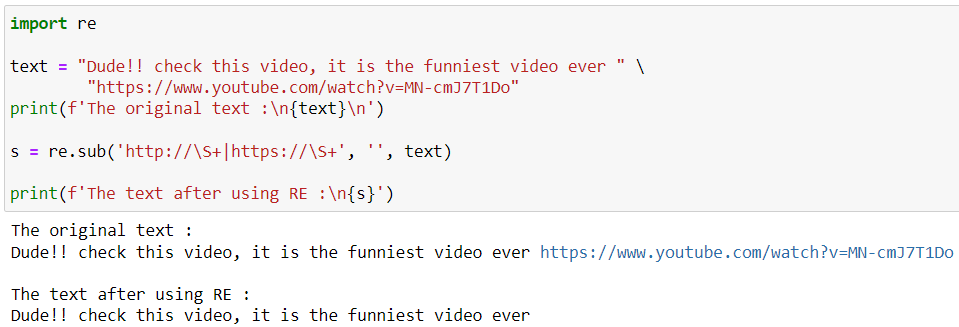 import re
text = "Dude!! check this video, it is the funniest video ever " \
"https://www.youtube.com/watch?v=MN-cmJ7T1Do"
print(f'The original text :\n{text}\n')
s = re.sub('http://\S+|https://\S+', '', text)
print(f'The text after using RE :\n{s}')
The original text :
Dude!! check this video, it is the funniest video ever https://www.youtube.com/watch?v=MN-cmJ7T1Do
The text after using RE :
Dude!! check this video, it is the funniest video ever